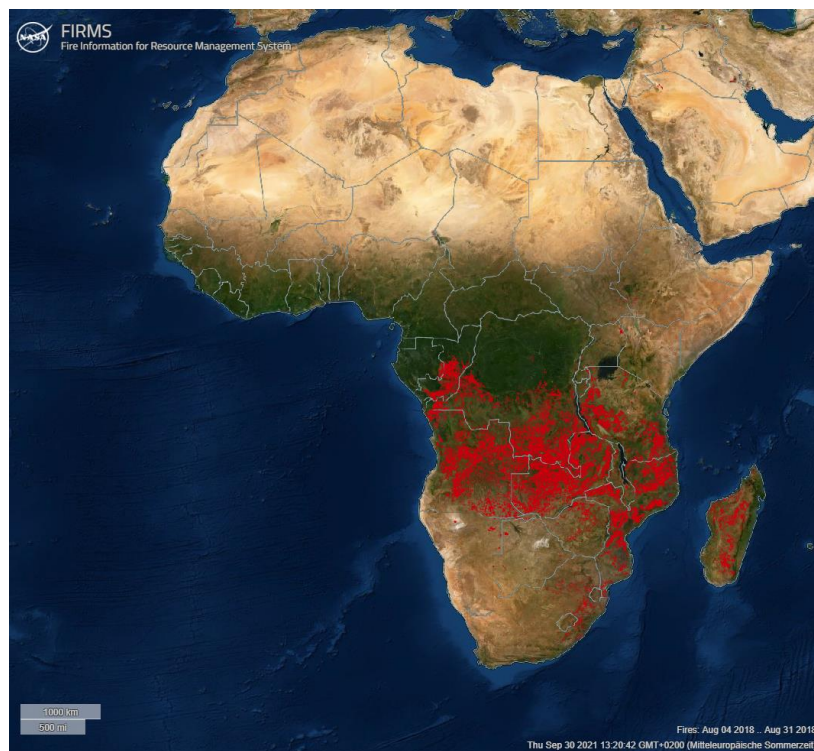 NASA
FIRMS
Fire Information for Resource Management System
1000 km
500 mi
Fires: Aug 04 2018 .. Aug 31 2018
Thu Sep 30 2021 13:20:42 GMT+0200 (Mitteleuropäische Sommerzeit